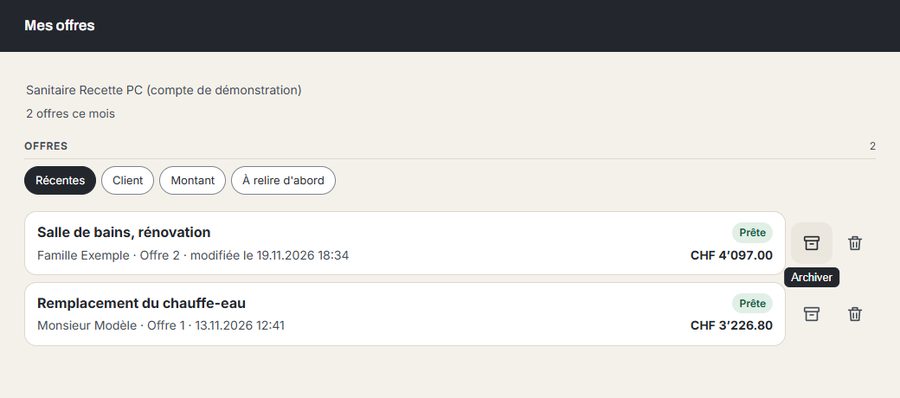 Mes offres
Sanitaire Recette PC (compte de démonstration)
2 offres ce mois
OFFRES 2
Récentes Client Montant À relire d'abord
Salle de bains, rénovation Prête
Famille Exemple · Offre 2 · modifiée le 19.11.2026 18:34 CHF 4’097.00
Archiver
Remplacement du chauffe-eau Prête
Monsieur Modèle · Offre 1 · 13.11.2026 12:41 CHF 3’226.80